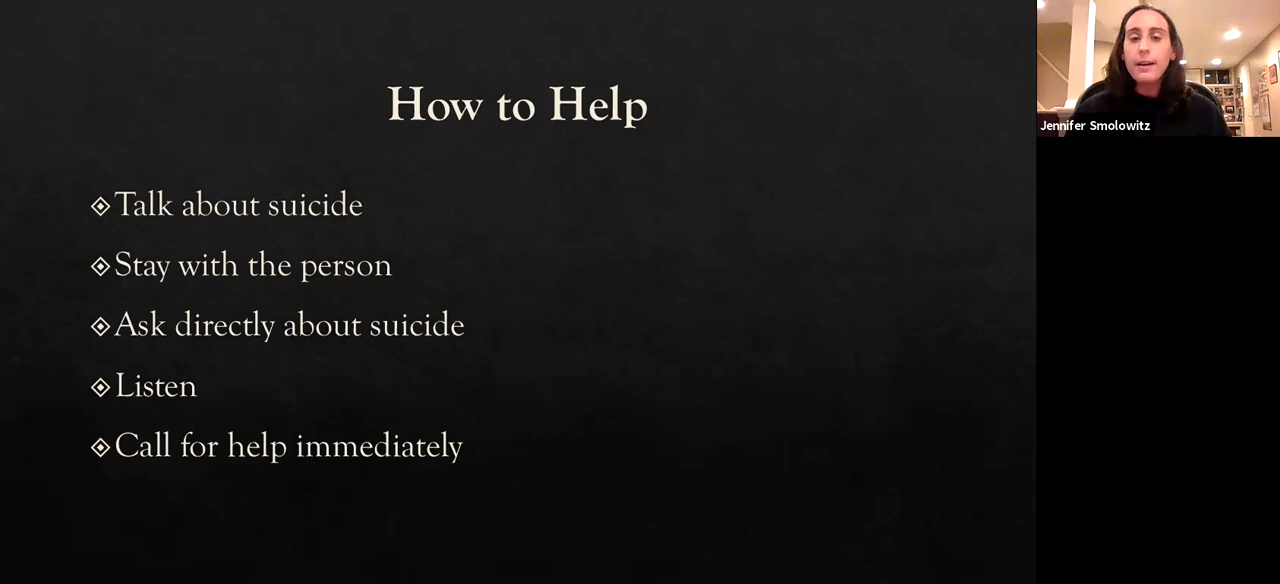 How to Help
Talk about suicide
Stay with the person
Ask directly about suicide
Listen
Call for help immediately
Jennifer Smolowitz